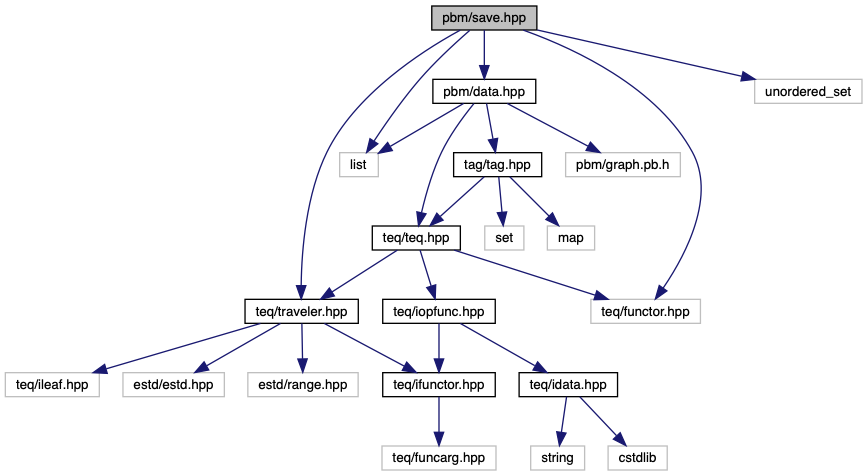 pbm/save.hpp
pbm/data.hpp
unordered_set
list
tag/tag.hpp
pbm/graph.pb.h
teq/teq.hpp
set
map
teq/traveler.hpp
teq/iopfunc.hpp
teq/functor.hpp
teq/ileaf.hpp
estd/estd.hpp
estd/range.hpp
teq/ifunctor.hpp
teq/idata.hpp
teq/funcarg.hpp
string
cstdlib